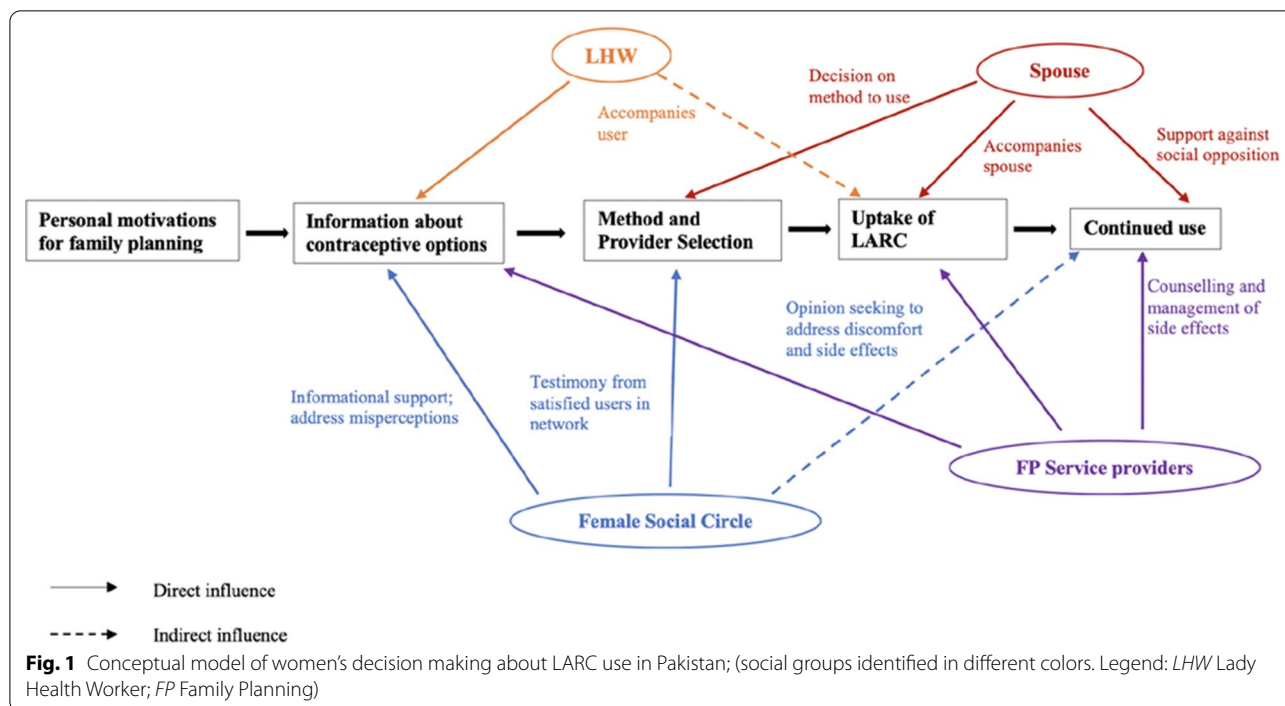 LHW
Spouse
Decision on
method to use
Accompanies
user
Accompanies
spouse
Support against
social opposition
Personal motivations
for family planning
Information about
contraceptive options
Method and
Provider Selection
Uptake of
LARC
Continued use
Informational support;
address misperceptions
Testimony from
satisfied users in
network
Opinion seeking to
address discomfort
and side effects
Counselling and
management of
side effects
Female Social Circle
FP Service providers
Direct influence
Indirect influence
Fig. 1 Conceptual model of women’s decision making about LARC use in Pakistan; (social groups identified in different colors. Legend: LHW Lady
Health Worker; FP Family Planning)